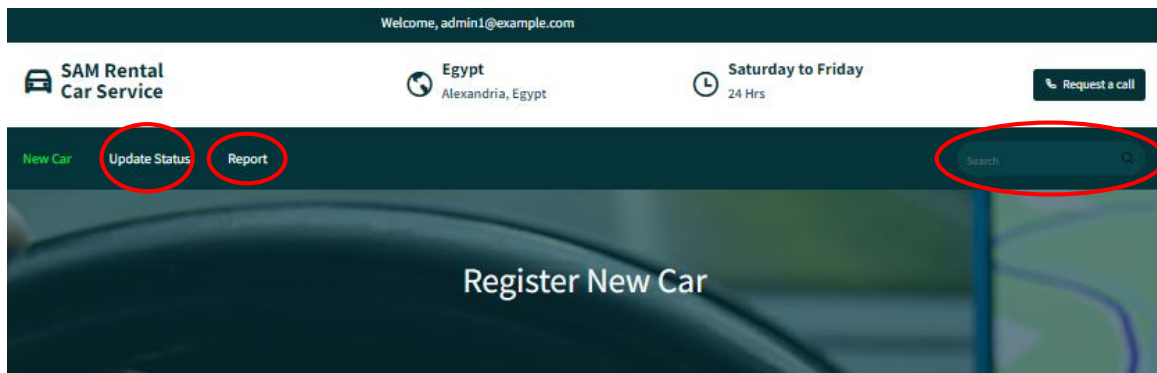 Welcome, admin1@example.com
SAM Rental
Car Service
Egypt
Alexandria, Egypt
Saturday to Friday
24 Hrs
Request a call
New Car
Update Status
Report
Search
Register New Car